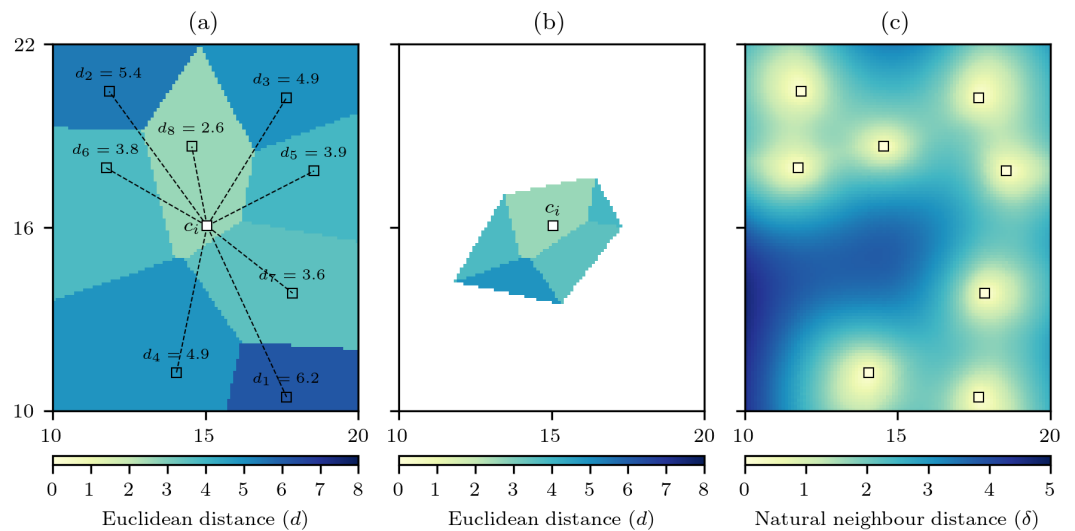 (a)
(b)
(c)
22
16
10
d₂ = 5.4
d₃ = 4.9
d₈ = 2.6
d₆ = 3.8
d₅ = 3.9
cᵢ
d₇ = 3.6
d₄ = 4.9
d₁ = 6.2
cᵢ
10 15 20
10 15 20
10 15 20
0 1 2 3 4 5 6 7 8
0 1 2 3 4 5 6 7 8
0 1 2 3 4 5
Euclidean distance (d)
Euclidean distance (d)
Natural neighbour distance (δ)